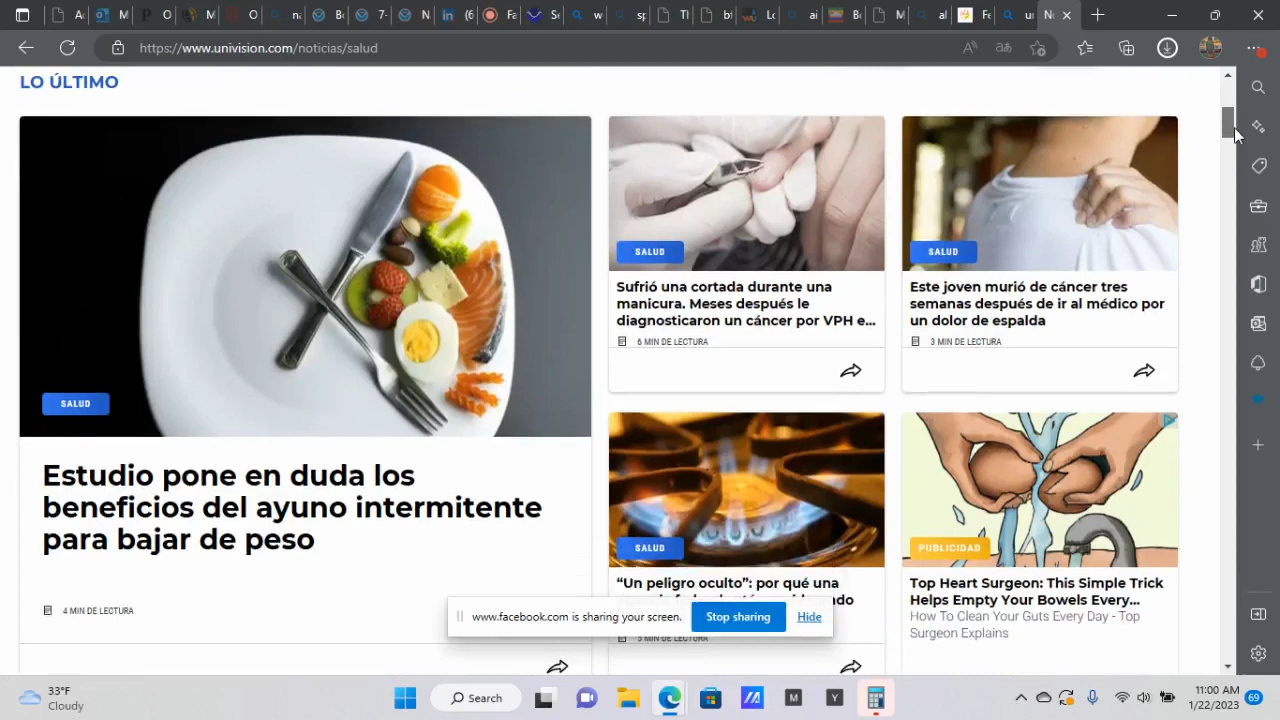 https://www.univision.com/noticias/salud
LO ÚLTIMO
SALUD
Estudio pone en duda los
beneficios del ayuno intermitente
para bajar de peso
4 MIN DE LECTURA
SALUD
Sufrió una cortada durante una
manicura. Meses después le
diagnosticaron un cáncer por VPH e...
6 MIN DE LECTURA
SALUD
Este joven murió de cáncer tres
semanas después de ir al médico por
un dolor de espalda
3 MIN DE LECTURA
SALUD
“Un peligro oculto”: por qué una
MIN DE LECTURA
PUBLICIDAD
Top Heart Surgeon: This Simple Trick
Helps Empty Your Bowels Every...
How To Clean Your Guts Every Day - Top
Surgeon Explains
www.facebook.com is sharing your screen.
Stop sharing
Hide
33°F
Cloudy
Search
11:00 AM
1/22/2023
69